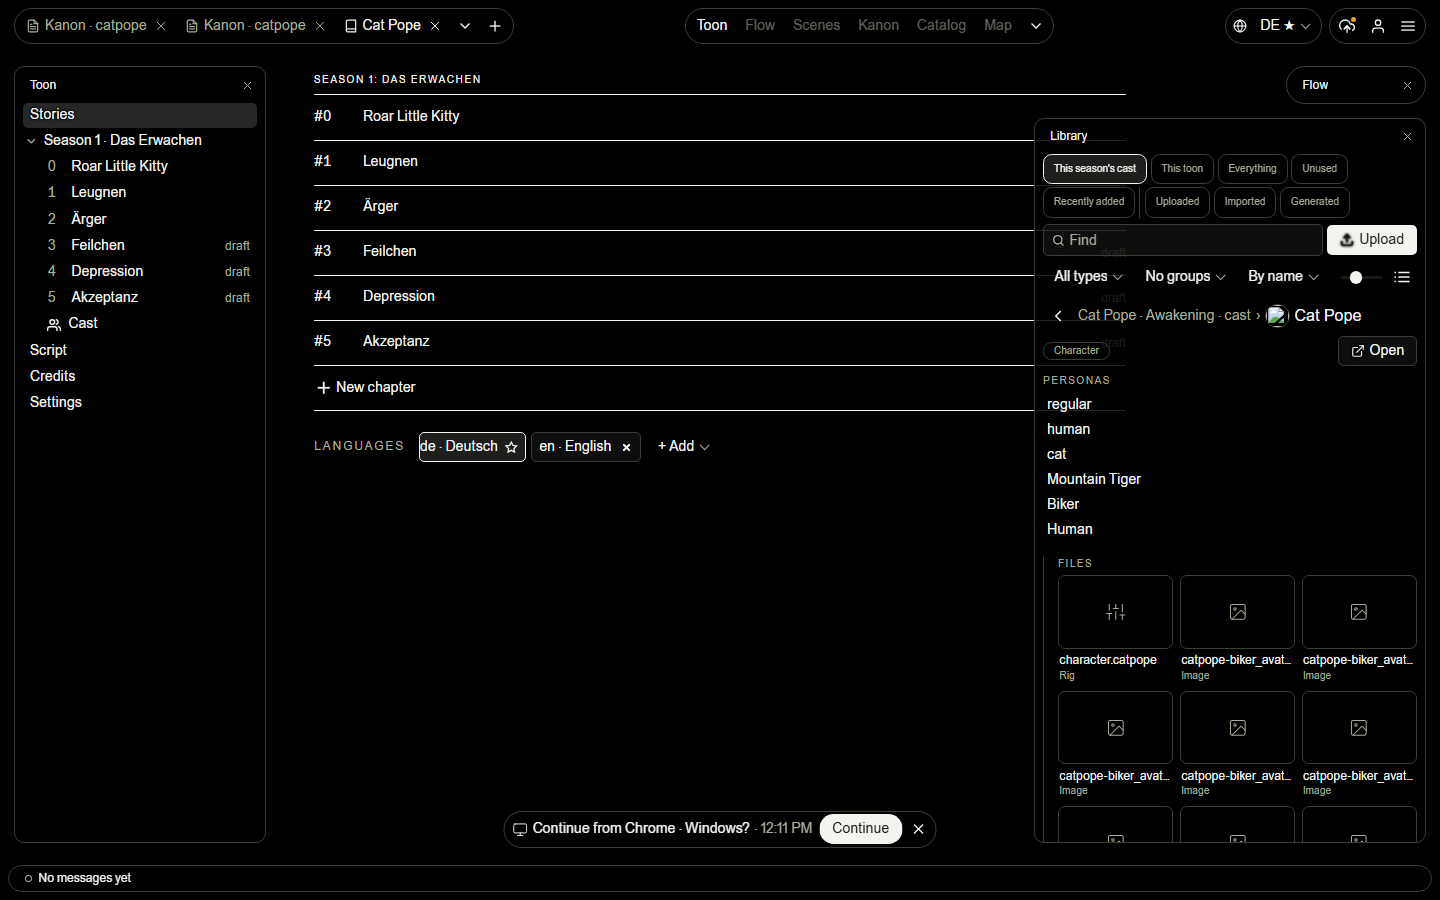 Kanon · catpope
Kanon · catpope
Cat Pope
Toon
Flow
Scenes
Kanon
Catalog
Map
DE ★
Toon
Stories
Season 1 · Das Erwachen
0 Roar Little Kitty
1 Leugnen
2 Ärger
3 Feilchen draft
4 Depression draft
5 Akzeptanz draft
Cast
Script
Credits
Settings
SEASON 1: DAS ERWACHEN
#0 Roar Little Kitty
#1 Leugnen
#2 Ärger
#3 Feilchen draft
#4 Depression draft
#5 Akzeptanz draft
New chapter
LANGUAGES de · Deutsch en · English + Add
Flow
Library
This season's cast This toon Everything Unused
Recently added Uploaded Imported Generated
Find Upload
All types No groups By name
Cat Pope · Awakening · cast › Cat Pope
Character Open
PERSONAS
regular
human
cat
Mountain Tiger
Biker
Human
FILES
character.catpope catpope-biker_avat... catpope-biker_avat...
Rig Image Image
catpope-biker_avat... catpope-biker_avat... catpope-biker_avat...
Image Image Image
Continue from Chrome · Windows? · 12:11 PM Continue
No messages yet